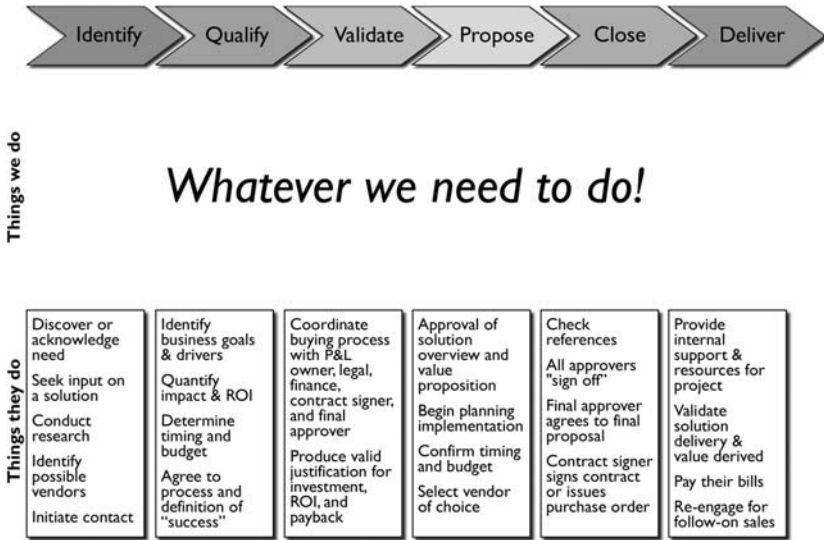 Identify
Qualify
Validate
Propose
Close
Deliver
Things we do
Whatever we need to do!
Things they do
Discover or
acknowledge
need
Seek input on
a solution
Conduct
research
Identify
possible
vendors
Initiate contact
Identify
business goals
& drivers
Quantify
impact & ROI
Determine
timing and
budget
Agree to
process and
definition of
“success”
Coordinate
buying process
with P&L
owner, legal,
finance,
contract signer,
and final
approver
Produce valid
justification for
investment,
ROI, and
payback
Approval of
solution
overview and
value
proposition
Begin planning
implementation
Confirm timing
and budget
Select vendor
of choice
Check
references
All approvers
"sign off"
Final approver
agrees to final
proposal
Contract signer
signs contract
or issues
purchase order
Provide
internal
support &
resources for
project
Validate
solution
delivery &
value derived
Pay their bills
Re-engage for
follow-on sales